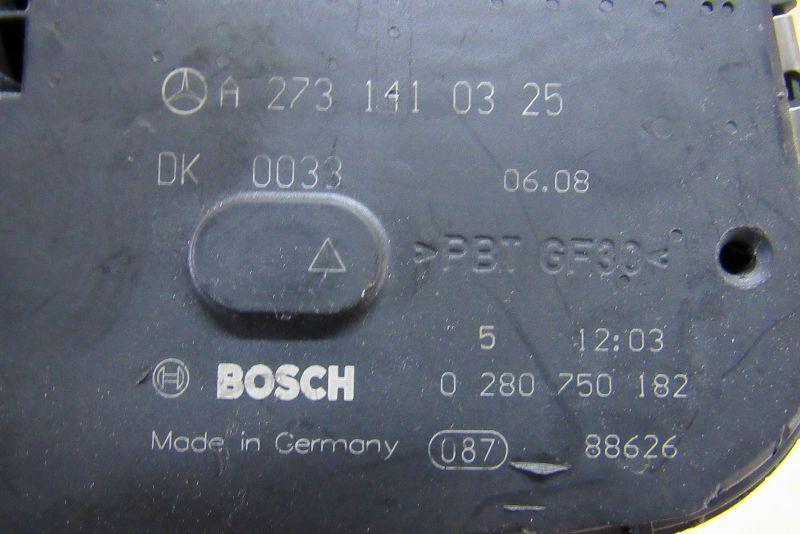 A 273 141 03 25
DK 0033 06.08
>PBT GF30<
5 12:03
BOSCH 0 280 750 182
Made in Germany 087 88626